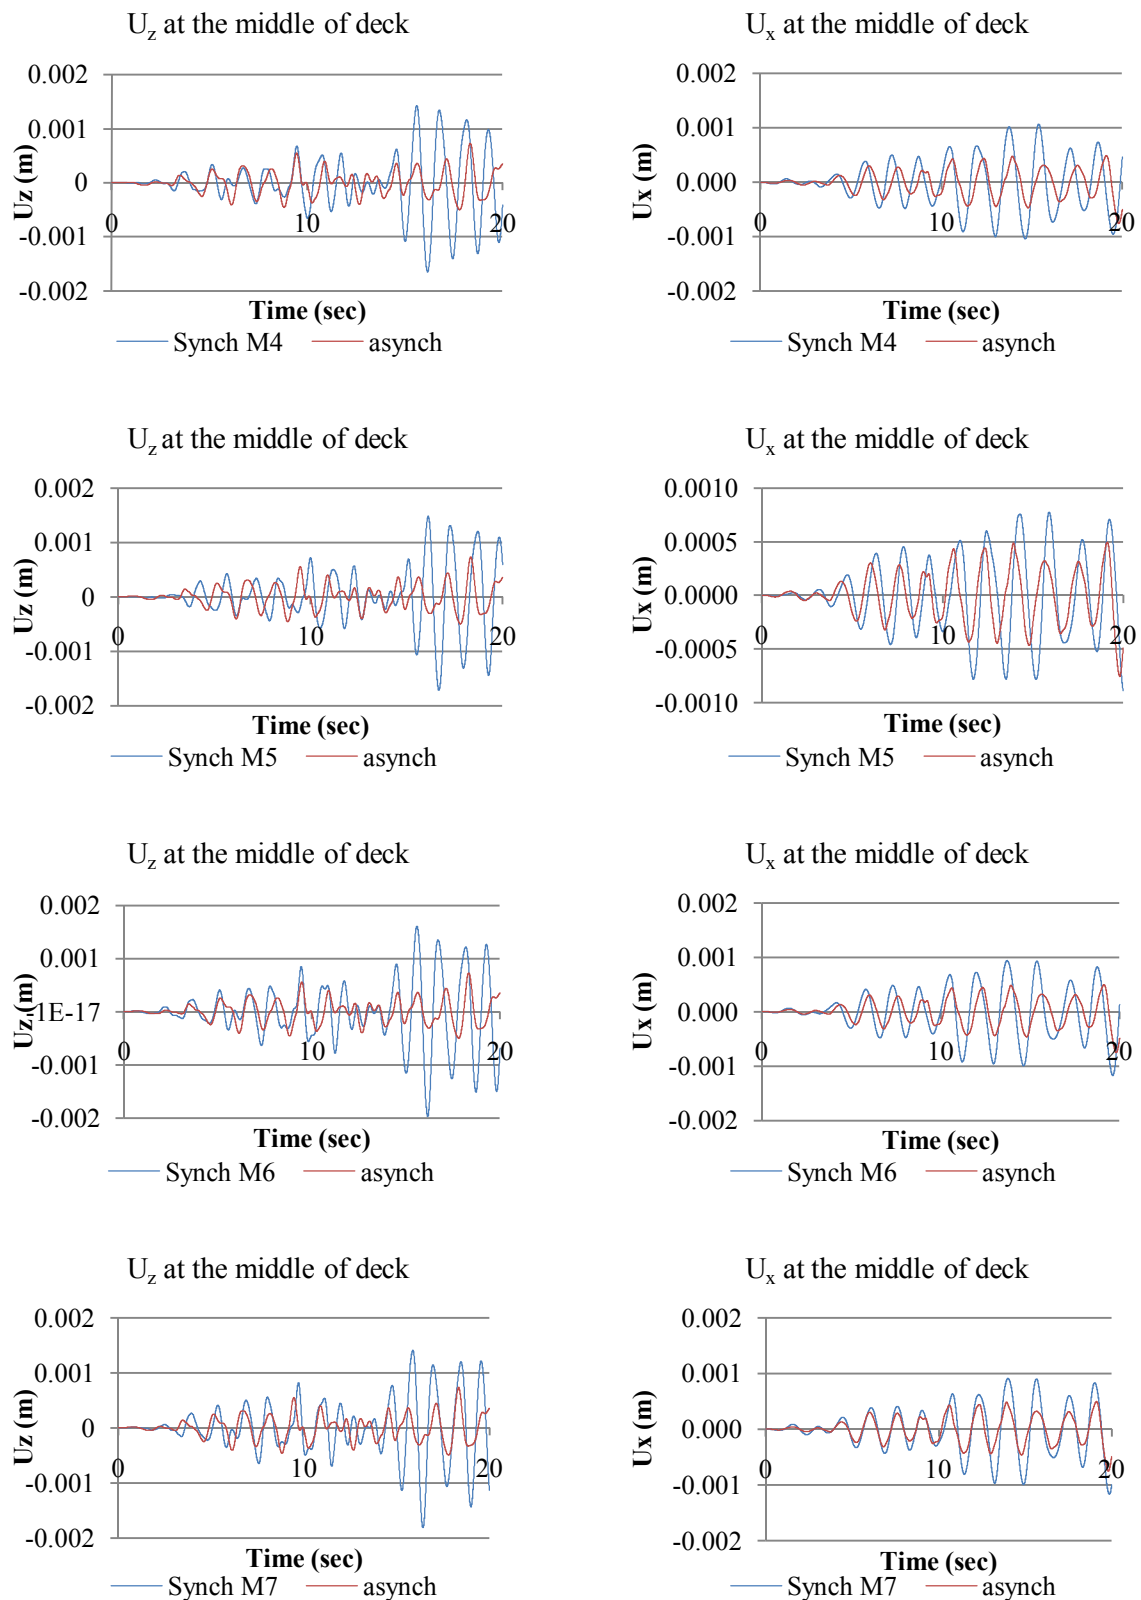 U_z at the middle of deck
0.002
0.001
0
-0.001
-0.002
0 10 20
Uz (m)
Time (sec)
Synch M4 asynch
U_x at the middle of deck
0.002
0.001
0.000
-0.001
-0.002
0 10 20
Ux (m)
Time (sec)
Synch M4 asynch
U_z at the middle of deck
0.002
0.001
0
-0.001
-0.002
0 10 20
Uz (m)
Time (sec)
Synch M5 asynch
U_x at the middle of deck
0.0010
0.0005
0.0000
-0.0005
-0.0010
0 10 20
Ux (m)
Time (sec)
Synch M5 asynch
U_z at the middle of deck
0.002
0.001
-1E-17
-0.001
-0.002
0 10 20
Uz (m)
Time (sec)
Synch M6 asynch
U_x at the middle of deck
0.002
0.001
0.000
-0.001
-0.002
0 10 20
Ux (m)
Time (sec)
Synch M6 asynch
U_z at the middle of deck
0.002
0.001
0
-0.001
-0.002
0 10 20
Uz (m)
Time (sec)
Synch M7 asynch
U_x at the middle of deck
0.002
0.001
0.000
-0.001
-0.002
0 10 20
Ux (m)
Time (sec)
Synch M7 asynch